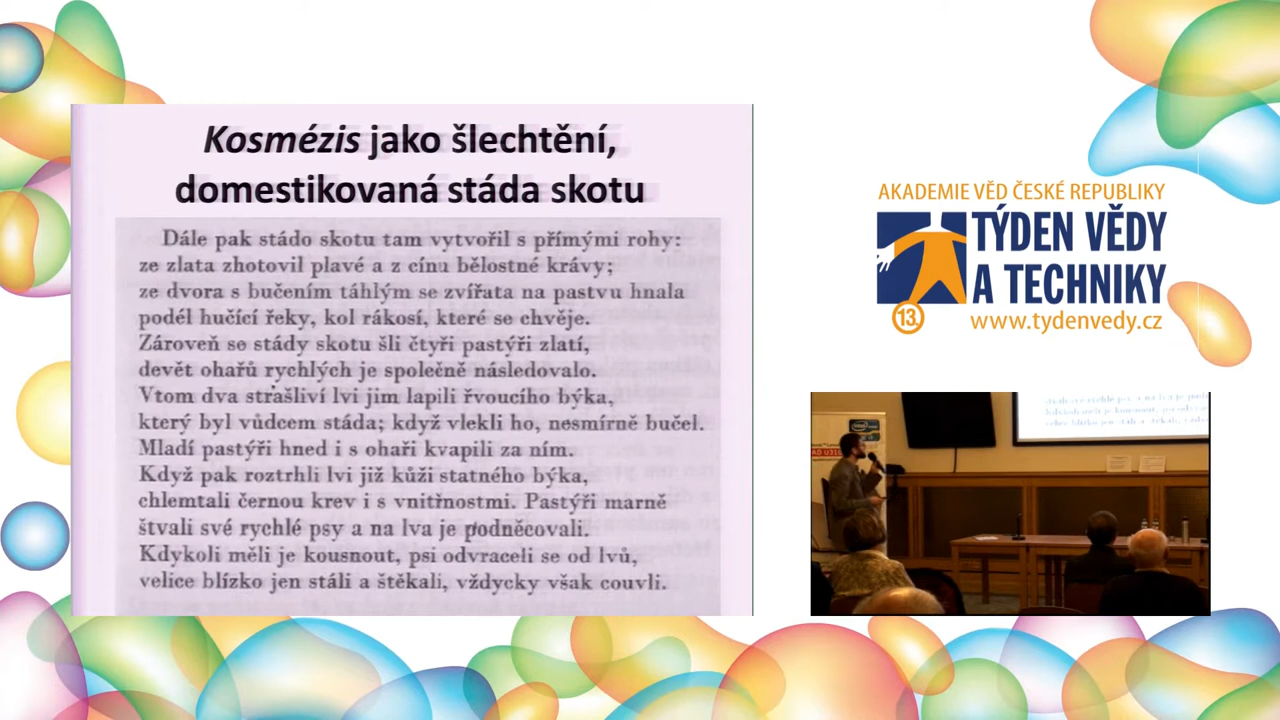 Kosmézis jako šlechtění,
domestikovaná stáda skotu
Dále pak stádo skotu tam vytvořil s přímými rohy:
ze zlata zhotovil plavé a z cínu bělostné krávy;
ze dvora s bučením táhlým se zvířata na pastvu hnala
podél hučící řeky, kol rákosí, které se chvěje.
Zároveň se stády skotu šli čtyři pastýři zlatí,
devět ohařů rychlých je společně následovalo.
Vtom dva strašliví lvi jim lapili řvoucího býka,
který byl vůdcem stáda; když vlekli ho, nesmírně bučel.
Mladí pastýři hned i s ohaři kvapili za ním.
Když pak roztrhli lvi již kůži statného býka,
chlemtali černou krev i s vnitřnostmi. Pastýři marně
štvali své rychlé psy a na lva je podněcovali.
Kdykoli měli je kousnout, psi odvraceli se od lvů,
velice blízko jen stáli a štěkali, vždycky však couvli.
AKADEMIE VĚD ČESKÉ REPUBLIKY
TÝDEN VĚDY
A TECHNIKY
13.
www.tydenvedy.cz
intel